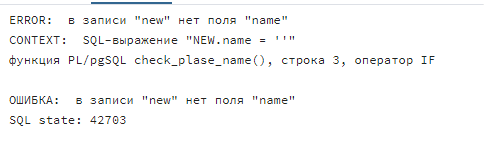 ERROR:  в записи "new" нет поля "name"
CONTEXT:  SQL-выражение "NEW.name = ''"
функция PL/pgSQL check_plase_name(), строка 3, оператор IF

ОШИБКА:  в записи "new" нет поля "name"
SQL state: 42703